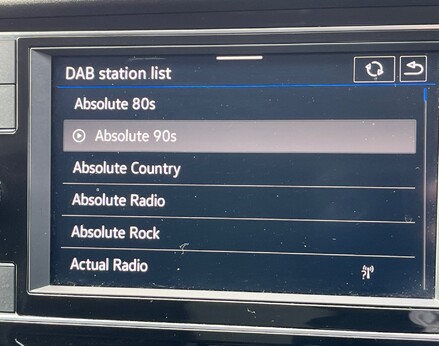 DAB station list
Absolute 80s
Absolute 90s
Absolute Country
Absolute Radio
Absolute Rock
Actual Radio